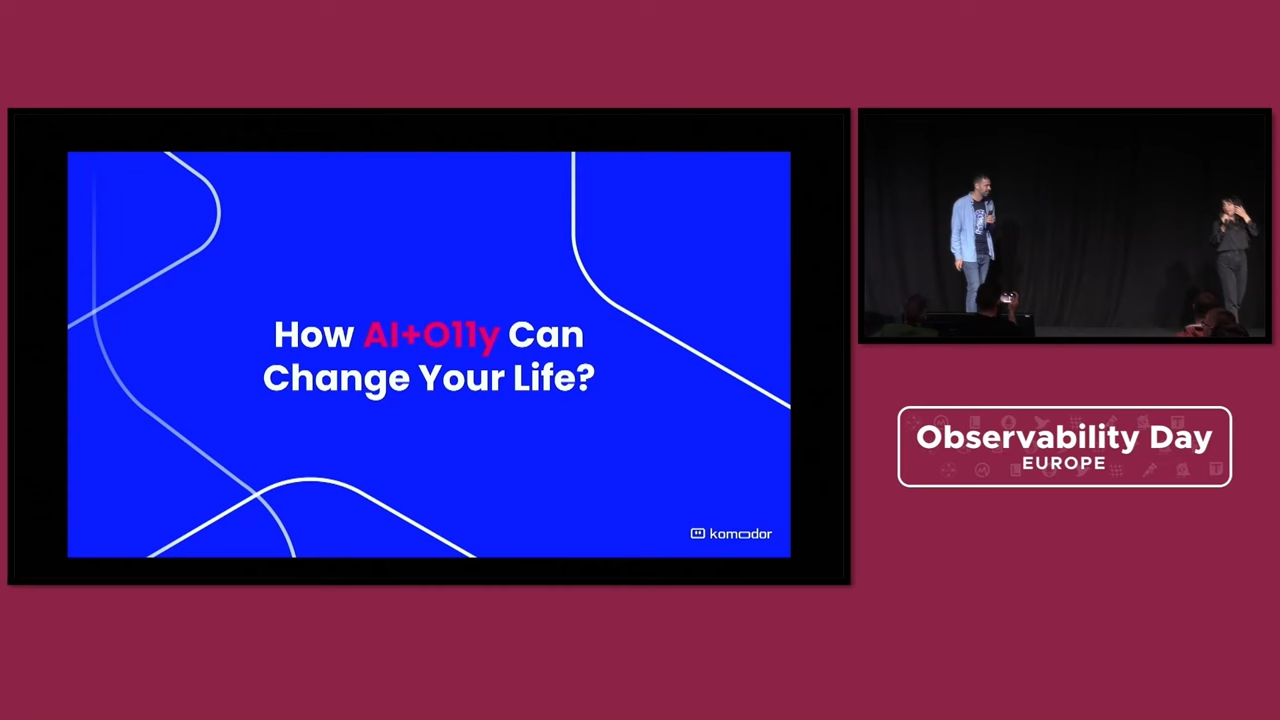 How AI+O11y Can
Change Your Life?
komodor
Observability Day
EUROPE